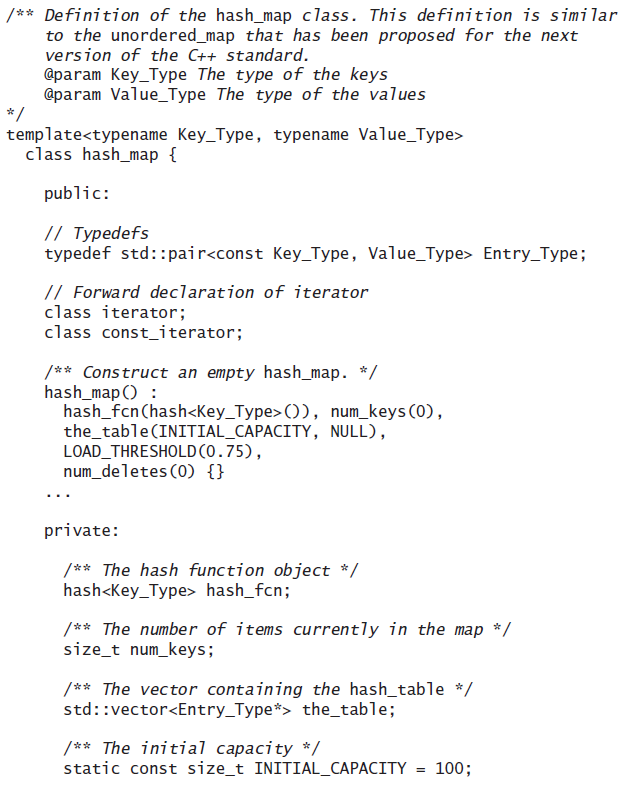 /** Definition of the hash_map class. This definition is similar
    to the unordered_map that has been proposed for the next
    version of the C++ standard.
    @param Key_Type The type of the keys
    @param Value_Type The type of the values
*/
template<typename Key_Type, typename Value_Type>
  class hash_map {

    public:

    // Typedefs
    typedef std::pair<const Key_Type, Value_Type> Entry_Type;

    // Forward declaration of iterator
    class iterator;
    class const_iterator;

    /** Construct an empty hash_map. */
    hash_map() :
      hash_fcn(hash<Key_Type>()), num_keys(0),
      the_table(INITIAL_CAPACITY, NULL),
      LOAD_THRESHOLD(0.75),
      num_deletes(0) {}
    ...

    private:

      /** The hash function object */
      hash<Key_Type> hash_fcn;

      /** The number of items currently in the map */
      size_t num_keys;

      /** The vector containing the hash_table */
      std::vector<Entry_Type*> the_table;

      /** The initial capacity */
      static const size_t INITIAL_CAPACITY = 100;